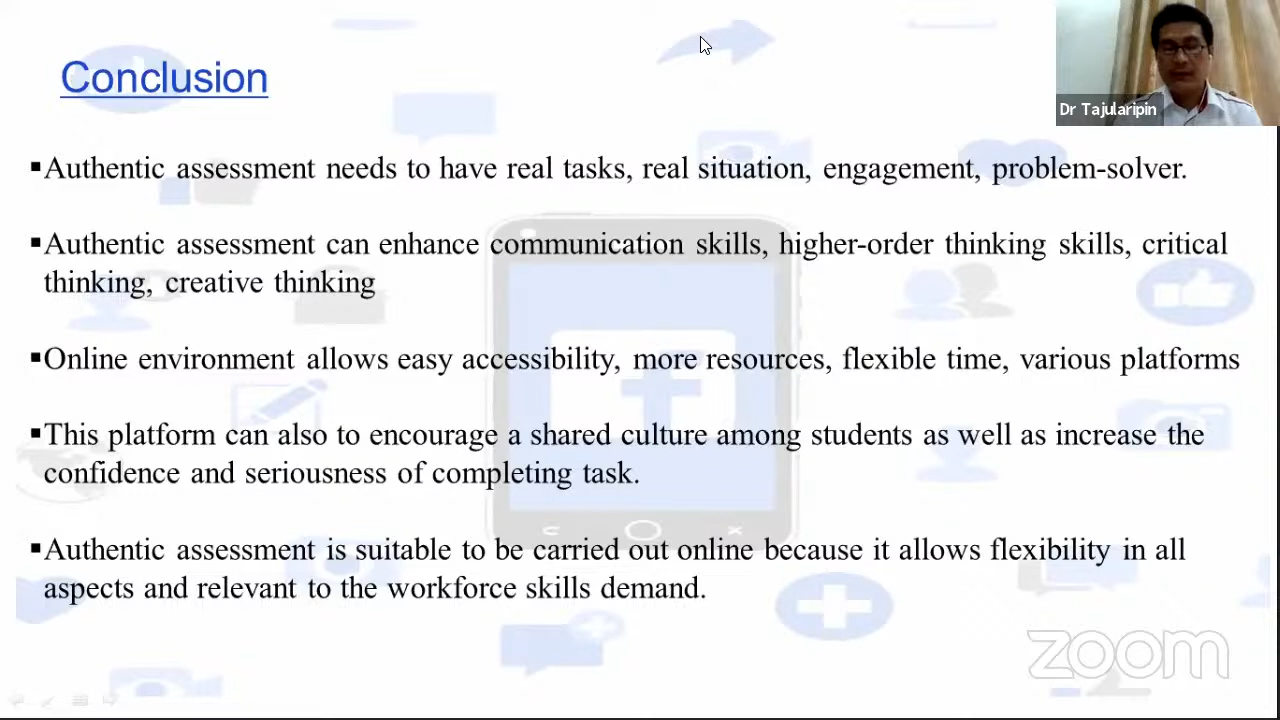 Conclusion
Dr Tajularipin
▪Authentic assessment needs to have real tasks, real situation, engagement, problem-solver.
▪Authentic assessment can enhance communication skills, higher-order thinking skills, critical
thinking, creative thinking
▪Online environment allows easy accessibility, more resources, flexible time, various platforms
▪This platform can also to encourage a shared culture among students as well as increase the
confidence and seriousness of completing task.
▪Authentic assessment is suitable to be carried out online because it allows flexibility in all
aspects and relevant to the workforce skills demand.
zoom